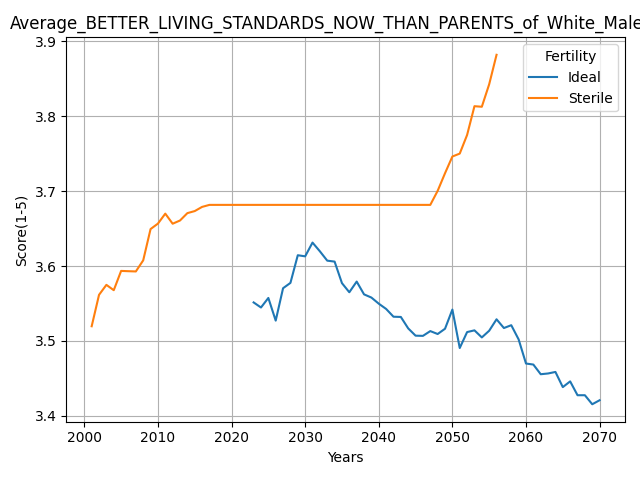 Average_BETTER_LIVING_STANDARDS_NOW_THAN_PARENTS_of_White_Male
3.9
3.8
3.7
3.6
3.5
3.4
Score(1-5)
Fertility
Ideal
Sterile
2000 2010 2020 2030 2040 2050 2060 2070
Years